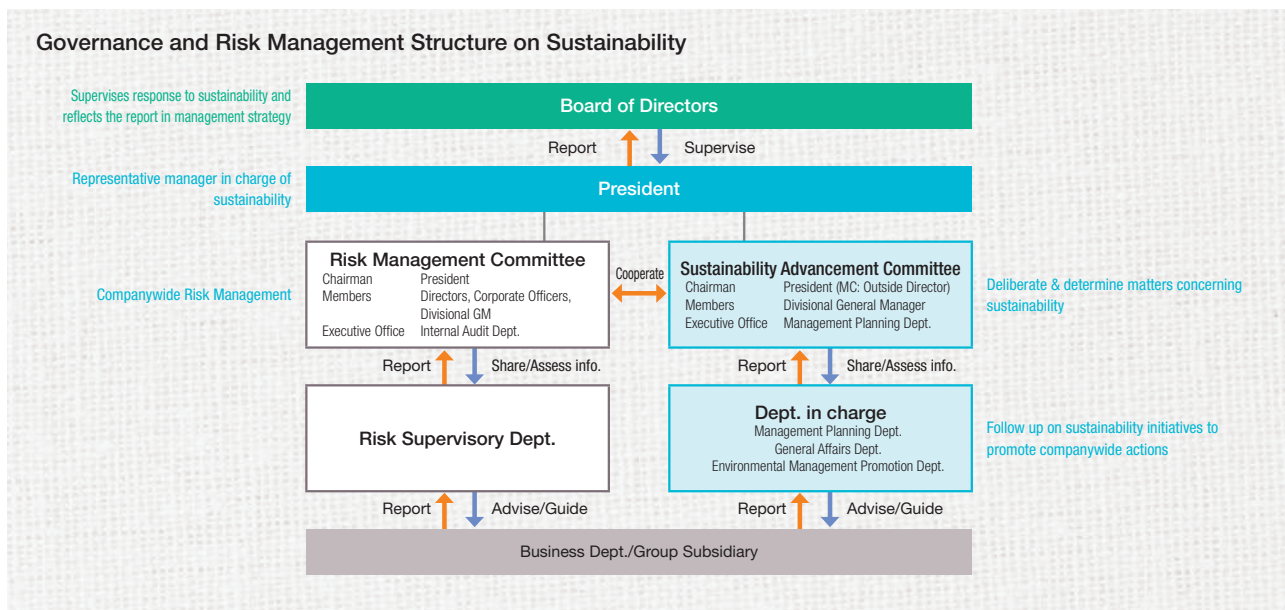 Governance and Risk Management Structure on Sustainability
Supervises response to sustainability and
reflects the report in management strategy
Board of Directors
Report
Supervise
Representative manager in charge of
sustainability
President
Companywide Risk Management
Risk Management Committee
Chairman President
Members Directors, Corporate Officers,
Divisional GM
Executive Office Internal Audit Dept.
Cooperate
Sustainability Advancement Committee
Chairman President (MC: Outside Director)
Members Divisional General Manager
Executive Office Management Planning Dept.
Deliberate & determine matters concerning
sustainability
Report
Share/Assess info.
Report
Share/Assess info.
Risk Supervisory Dept.
Dept. in charge
Management Planning Dept.
General Affairs Dept.
Environmental Management Promotion Dept.
Follow up on sustainability initiatives to
promote companywide actions
Report
Advise/Guide
Report
Advise/Guide
Business Dept./Group Subsidiary